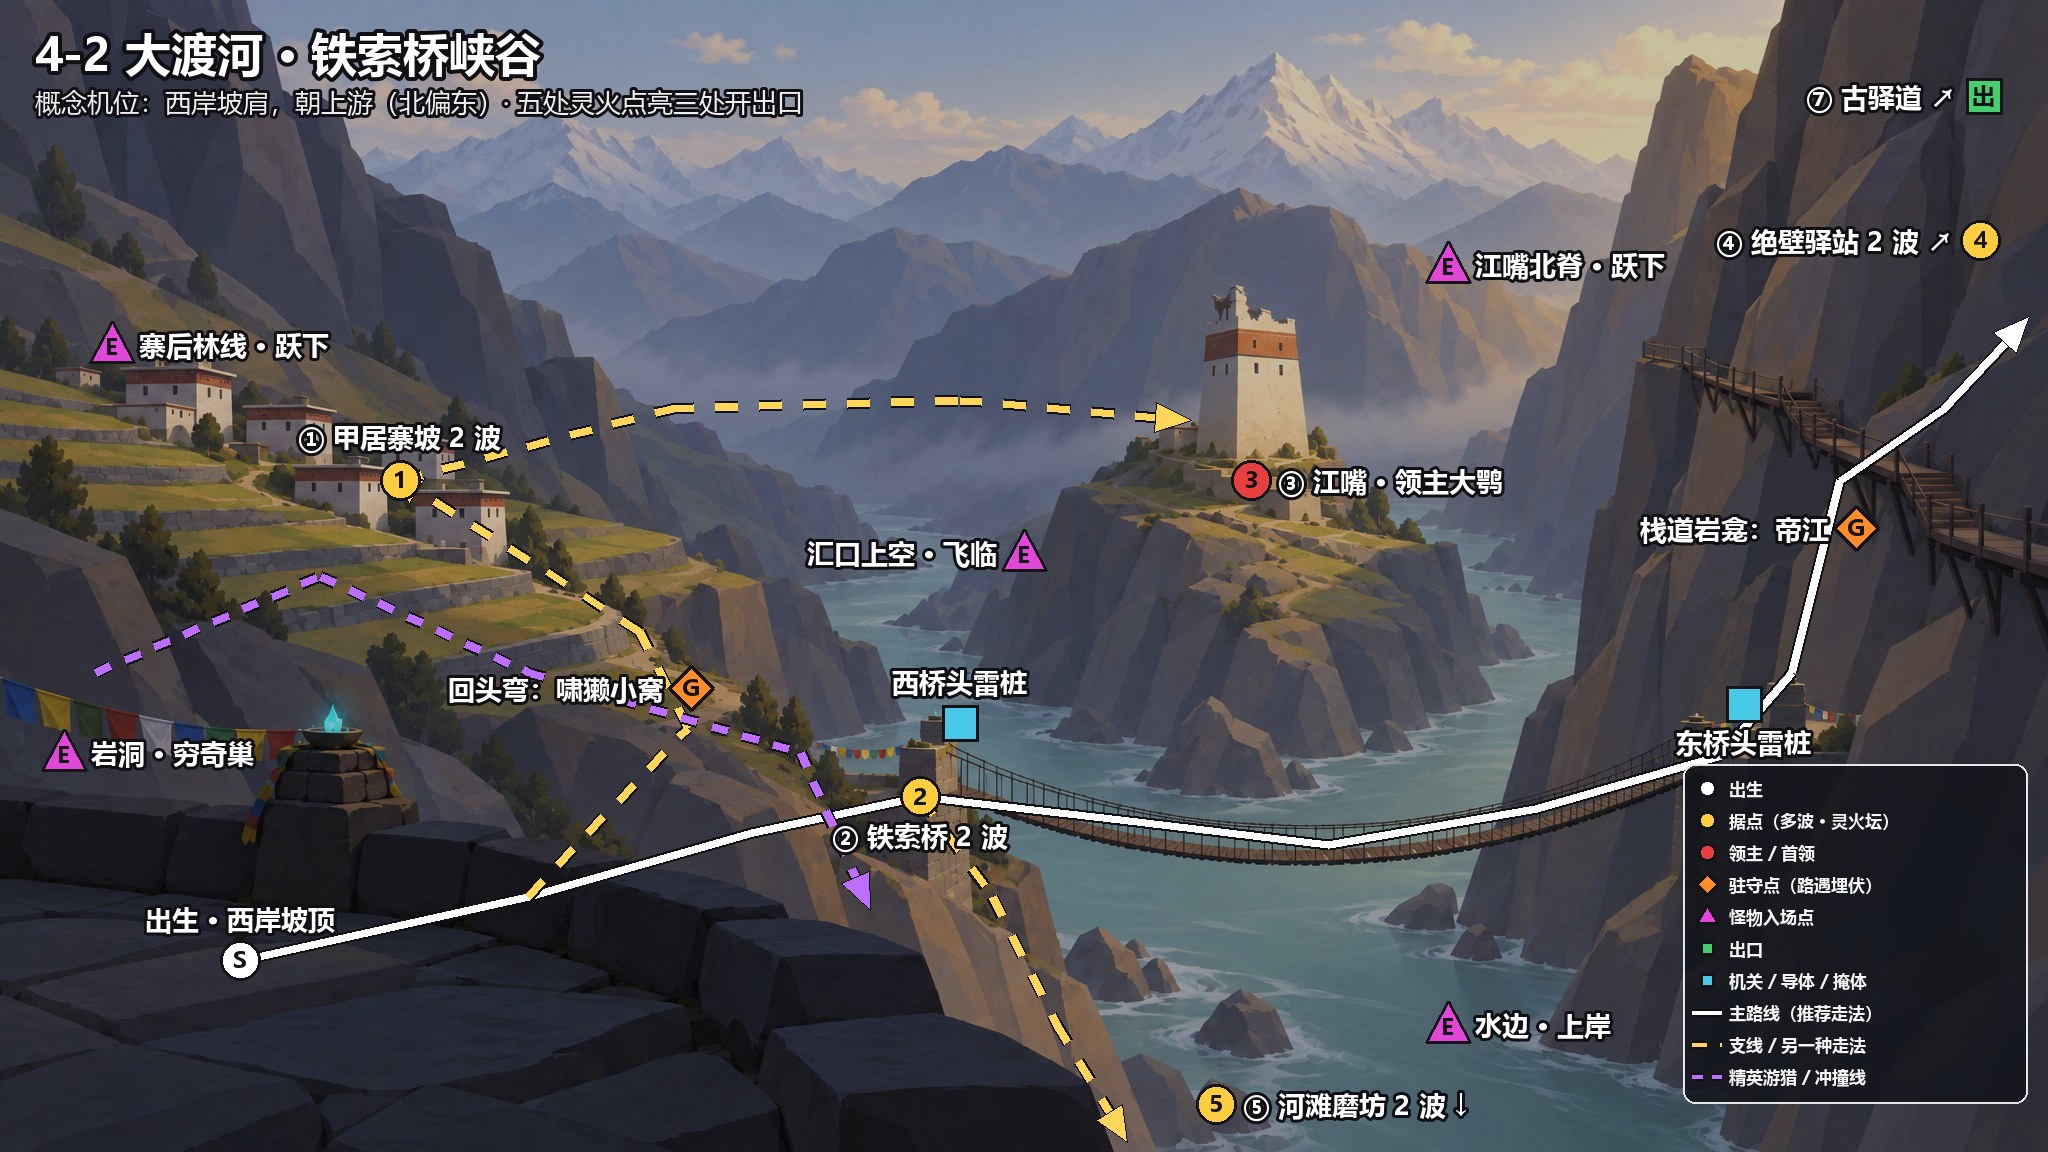 4-2 大渡河・铁索桥峡谷
概念机位：西岸坡肩，朝上游（北偏东）· 五处灵火点亮三处开出口
⑦ 古驿道 ↗ 出
④ 绝壁驿站 2 波 ↗ 4
E 江嘴北脊・跃下
E 寨后林线・跃下
① 甲居寨坡 2 波
1
3 ③ 江嘴・领主大鹗
栈道岩龛：帝江 G
汇口上空・飞临 E
回头弯：啸獭小窝 G
西桥头雷桩
东桥头雷桩
E 岩洞・穷奇巢
2
② 铁索桥 2 波
出生・西岸坡顶
S
E 水边・上岸
5 ⑤ 河滩磨坊 2 波 ↓
出生
据点（多波・灵火坛）
领主 / 首领
驻守点（路遇埋伏）
怪物入场点
出口
机关 / 导体 / 掩体
主路线（推荐走法）
支线 / 另一种走法
精英游猎 / 冲撞线